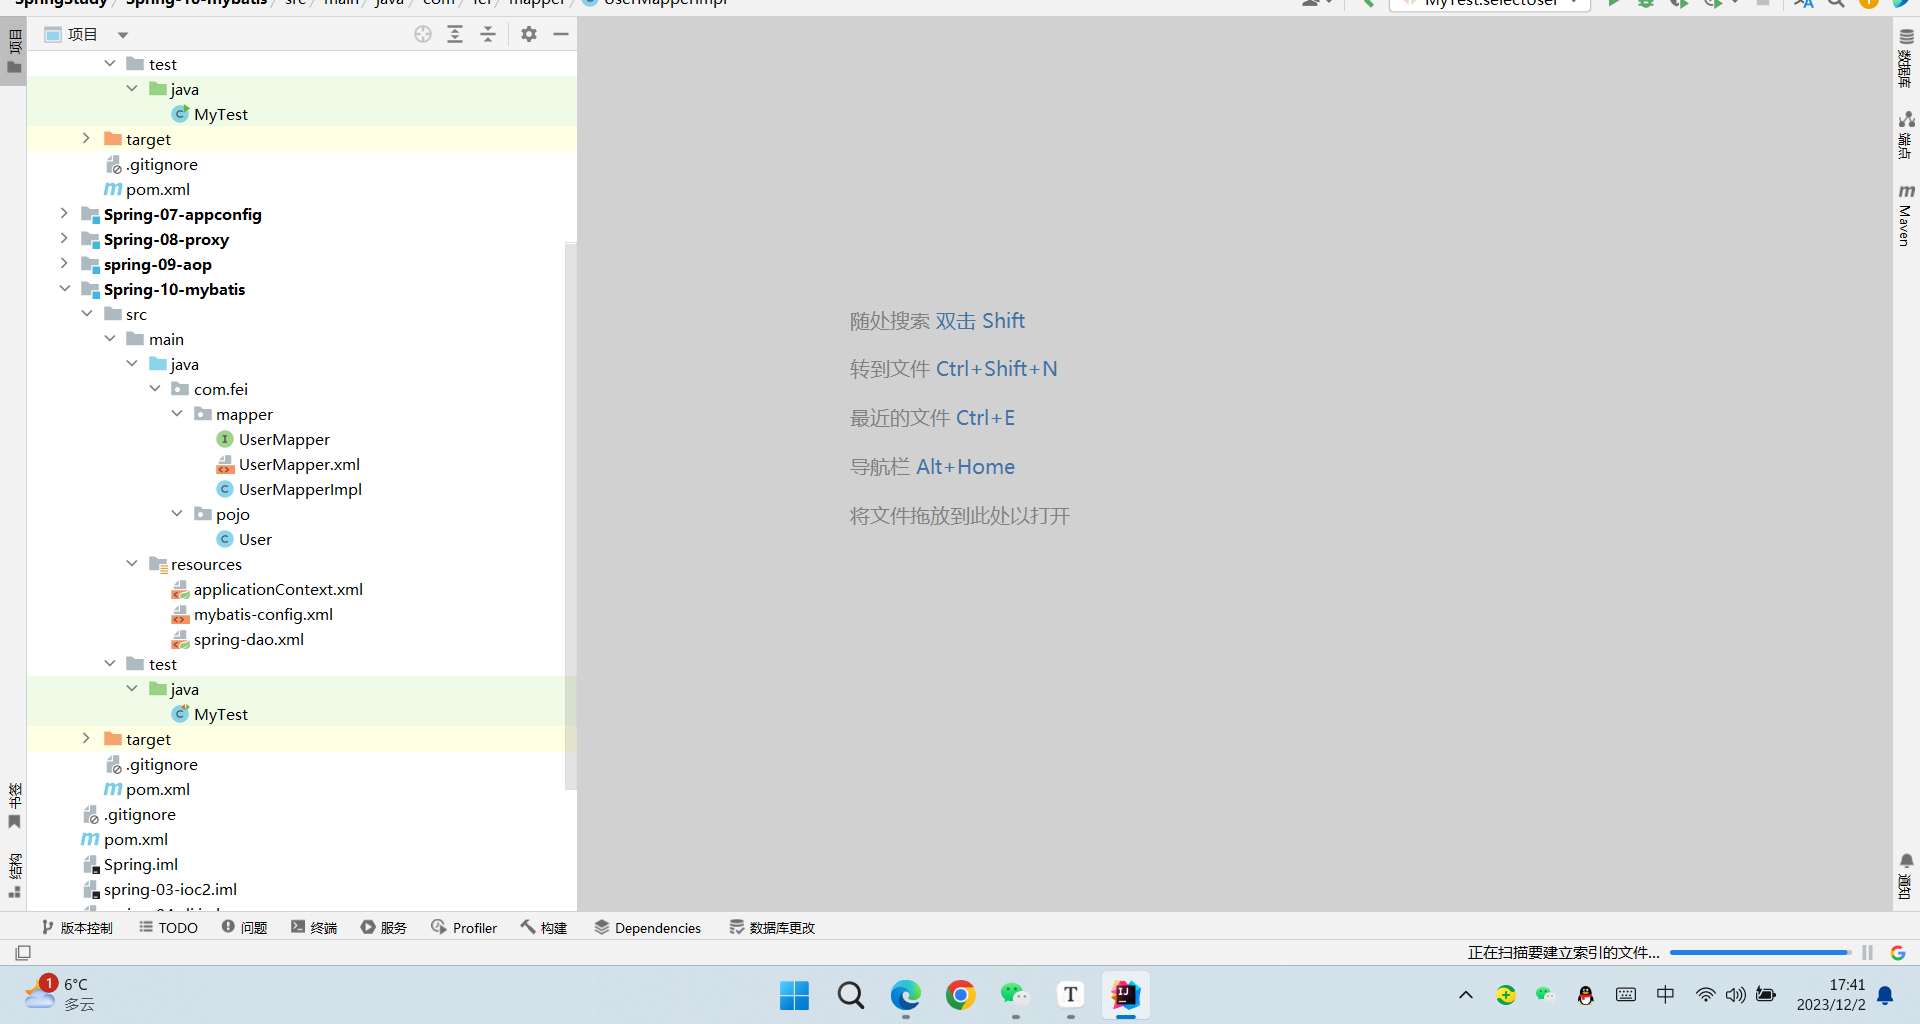 SpringStudy / Spring-10-mybatis / src / main / java / com / fei / mapper / UserMapperImpl
MyTest.selectUser
项目
项目
test
java
MyTest
target
.gitignore
pom.xml
Spring-07-appconfig
Spring-08-proxy
spring-09-aop
Spring-10-mybatis
src
main
java
com.fei
mapper
UserMapper
UserMapper.xml
UserMapperImpl
pojo
User
resources
applicationContext.xml
mybatis-config.xml
spring-dao.xml
test
java
MyTest
target
.gitignore
pom.xml
.gitignore
pom.xml
Spring.iml
spring-03-ioc2.iml
书签
结构
随处搜索 双击 Shift
转到文件 Ctrl+Shift+N
最近的文件 Ctrl+E
导航栏 Alt+Home
将文件拖放到此处以打开
数据库
端点
Maven
通知
版本控制 TODO 问题 终端 服务 Profiler 构建 Dependencies 数据库更改
正在扫描要建立索引的文件...
1
6°C
多云
T
IJ
中
17:41
2023/12/2